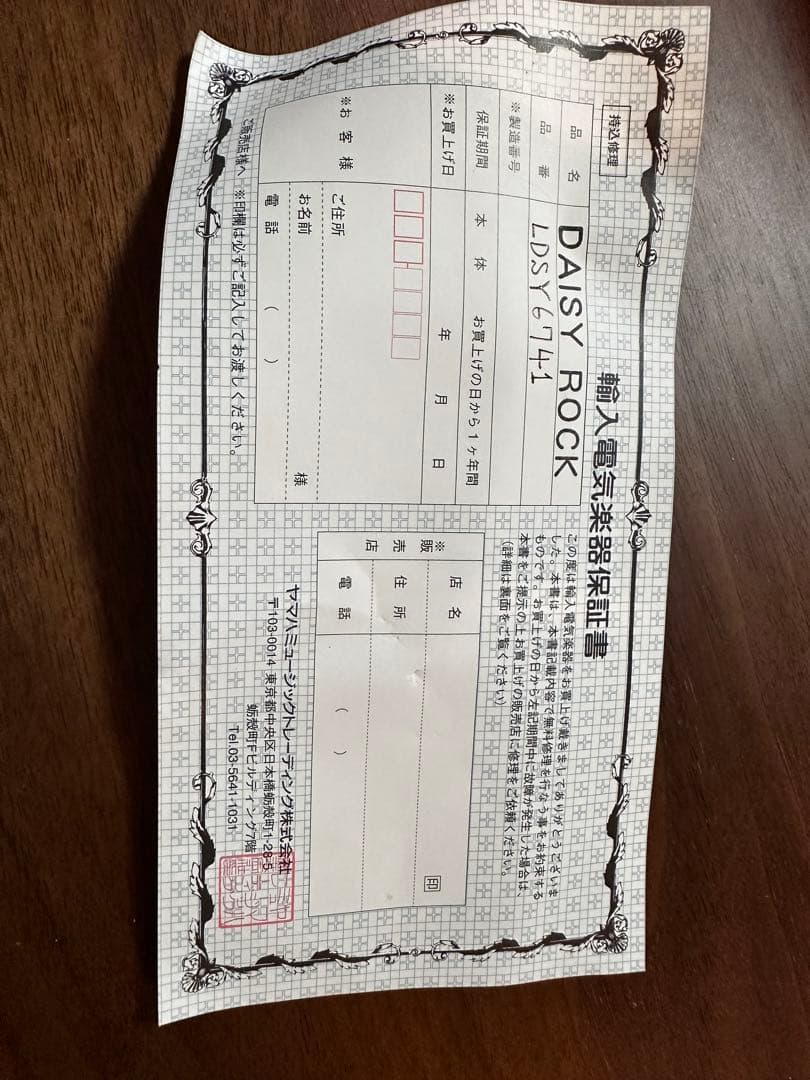 輸入電気楽器保証書
持込修理
品名 DAISY ROCK
品番 LDSY6741
※製造番号
保証期間 本体 お買上げの日から1ヶ年間
※お買上げ日 年 月 日
※お客様
ご住所
お名前 様
電話 ( )
ご販売店様へ ※印欄は必ずご記入してお渡しください。
この度は輸入電気楽器をお買上げ戴きましてありがとうございま
した。本書は、本書記載内容で無料修理を行なう事をお約束する
ものです。お買上げの日から左記期間中に故障が発生した場合は、
本書をご提示の上お買上げの販売店に修理をご依頼ください。
(詳細は裏面をご覧ください)
※販売店
店名 印
住所
電話 ( )
ヤマハミュージックトレーディング株式会社
〒103-0014 東京都中央区日本橋蛎殻町1-28-5
蛎殻町Fビルディング7階
Tel.03-5641-1031